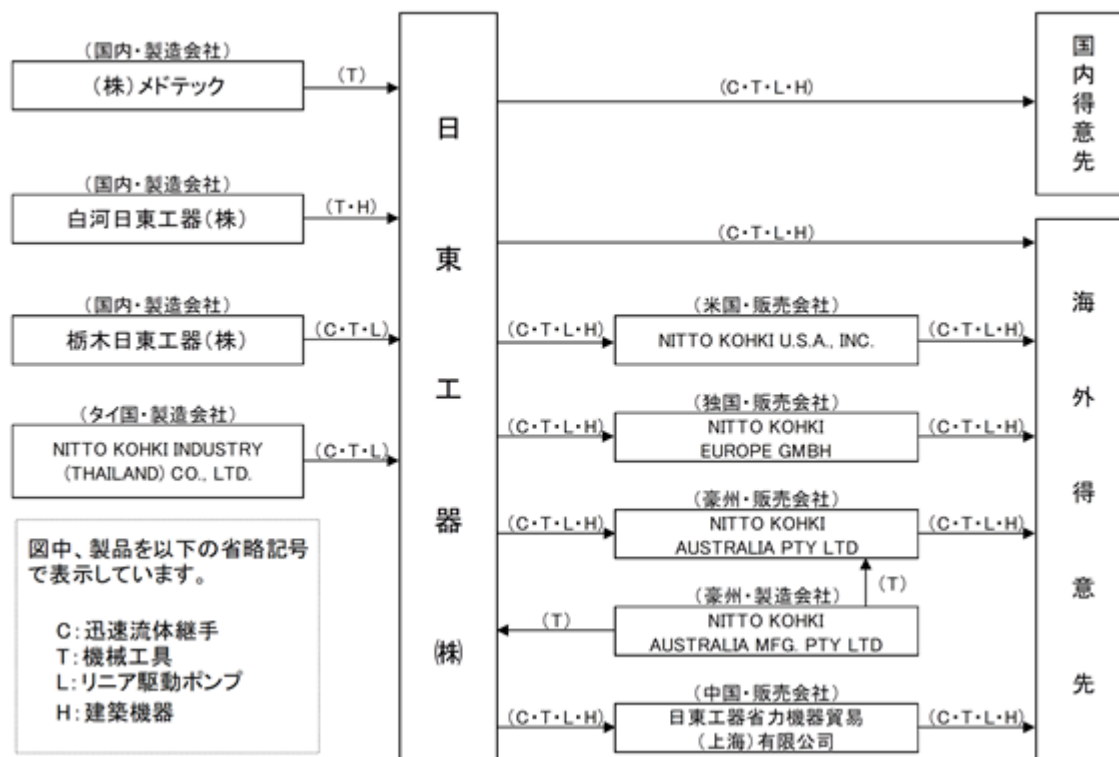 (国内・製造会社)
(株)メドテック
(T)
(国内・製造会社)
白河日東工器(株)
(T・H)
(国内・製造会社)
栃木日東工器(株)
(C・T・L)
(タイ国・製造会社)
NITTO KOHKI INDUSTRY
(THAILAND) CO., LTD.
(C・T・L)
図中、製品を以下の省略記号
で表示しています。
C:迅速流体継手
T:機械工具
L:リニア駆動ポンプ
H:建築機器
日東工器㈱
(C・T・L・H)
国内得意先
(C・T・L・H)
(米国・販売会社)
(C・T・L・H)
NITTO KOHKI U.S.A., INC.
(C・T・L・H)
(独国・販売会社)
(C・T・L・H)
NITTO KOHKI
EUROPE GMBH
(C・T・L・H)
(豪州・販売会社)
(C・T・L・H)
NITTO KOHKI
AUSTRALIA PTY LTD
(C・T・L・H)
(T)
(豪州・製造会社)
(T)
NITTO KOHKI
AUSTRALIA MFG. PTY LTD
(中国・販売会社)
(C・T・L・H)
日東工器省力機器貿易
(上海)有限公司
(C・T・L・H)
海外得意先